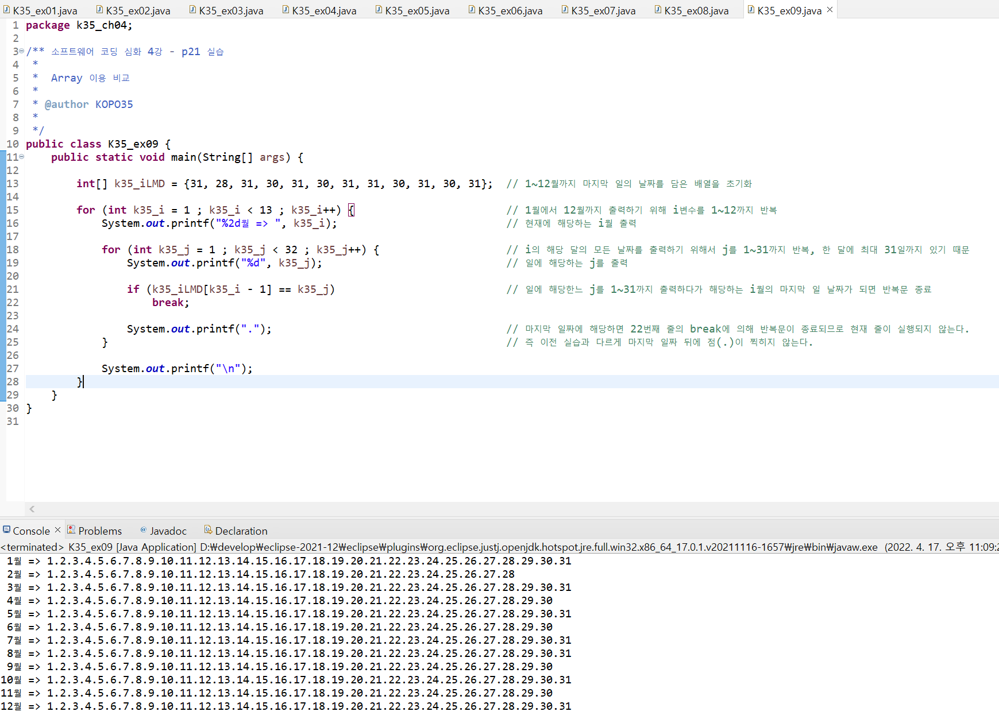 K35_ex01.java K35_ex02.java K35_ex03.java K35_ex04.java K35_ex05.java K35_ex06.java K35_ex07.java K35_ex08.java K35_ex09.java
1 package k35_ch04;
2
3 /** 소프트웨어 코딩 심화 4강 - p21 실습
4 *
5 * Array 이용 비교
6 *
7 * @author KOPO35
8 *
9 */
10 public class K35_ex09 {
11 public static void main(String[] args) {
12
13 int[] k35_iLMD = {31, 28, 31, 30, 31, 30, 31, 31, 30, 31, 30, 31}; // 1~12월까지 마지막 일의 날짜를 담은 배열을 초기화
14
15 for (int k35_i = 1 ; k35_i < 13 ; k35_i++) { // 1월에서 12월까지 출력하기 위해 i변수를 1~12까지 반복
16 System.out.printf("%2d월 => ", k35_i); // 현재에 해당하는 i월 출력
17
18 for (int k35_j = 1 ; k35_j < 32 ; k35_j++) { // i의 해당 달의 모든 날짜를 출력하기 위해서 j를 1~31까지 반복, 한 달에 최대 31일까지 있기 때문
19 System.out.printf("%d", k35_j); // 일에 해당하는 j를 출력
20
21 if (k35_iLMD[k35_i - 1] == k35_j) // 일에 해당한느 j를 1~31까지 출력하다가 해당하는 i월의 마지막 일 날짜가 되면 반복문 종료
22 break;
23
24 System.out.printf("."); // 마지막 일짜에 해당하면 22번째 줄의 break에 의해 반복문이 종료되므로 현재 줄이 실행되지 않는다.
25 } // 즉 이전 실습과 다르게 마지막 일짜 뒤에 점(.)이 찍히지 않는다.
26
27 System.out.printf("\n");
28 }
29 }
30 }
31
Console Problems @ Javadoc Declaration
<terminated> K35_ex09 [Java Application] D:₩develop₩eclipse-2021-12₩eclipse₩plugins₩org.eclipse.justj.openjdk.hotspot.jre.full.win32.x86_64_17.0.1.v20211116-1657₩jre₩bin₩javaw.exe (2022. 4. 17. 오후 11:09:2
1월 => 1.2.3.4.5.6.7.8.9.10.11.12.13.14.15.16.17.18.19.20.21.22.23.24.25.26.27.28.29.30.31
2월 => 1.2.3.4.5.6.7.8.9.10.11.12.13.14.15.16.17.18.19.20.21.22.23.24.25.26.27.28
3월 => 1.2.3.4.5.6.7.8.9.10.11.12.13.14.15.16.17.18.19.20.21.22.23.24.25.26.27.28.29.30.31
4월 => 1.2.3.4.5.6.7.8.9.10.11.12.13.14.15.16.17.18.19.20.21.22.23.24.25.26.27.28.29.30
5월 => 1.2.3.4.5.6.7.8.9.10.11.12.13.14.15.16.17.18.19.20.21.22.23.24.25.26.27.28.29.30.31
6월 => 1.2.3.4.5.6.7.8.9.10.11.12.13.14.15.16.17.18.19.20.21.22.23.24.25.26.27.28.29.30
7월 => 1.2.3.4.5.6.7.8.9.10.11.12.13.14.15.16.17.18.19.20.21.22.23.24.25.26.27.28.29.30.31
8월 => 1.2.3.4.5.6.7.8.9.10.11.12.13.14.15.16.17.18.19.20.21.22.23.24.25.26.27.28.29.30.31
9월 => 1.2.3.4.5.6.7.8.9.10.11.12.13.14.15.16.17.18.19.20.21.22.23.24.25.26.27.28.29.30
10월 => 1.2.3.4.5.6.7.8.9.10.11.12.13.14.15.16.17.18.19.20.21.22.23.24.25.26.27.28.29.30.31
11월 => 1.2.3.4.5.6.7.8.9.10.11.12.13.14.15.16.17.18.19.20.21.22.23.24.25.26.27.28.29.30
12월 => 1.2.3.4.5.6.7.8.9.10.11.12.13.14.15.16.17.18.19.20.21.22.23.24.25.26.27.28.29.30.31